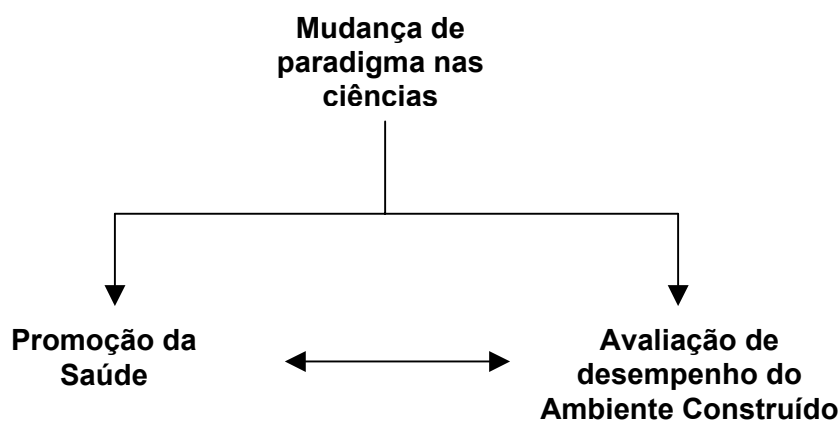 Mudança de
paradigma nas
ciências
Promoção da
Saúde
Avaliação de
desempenho do
Ambiente Construído